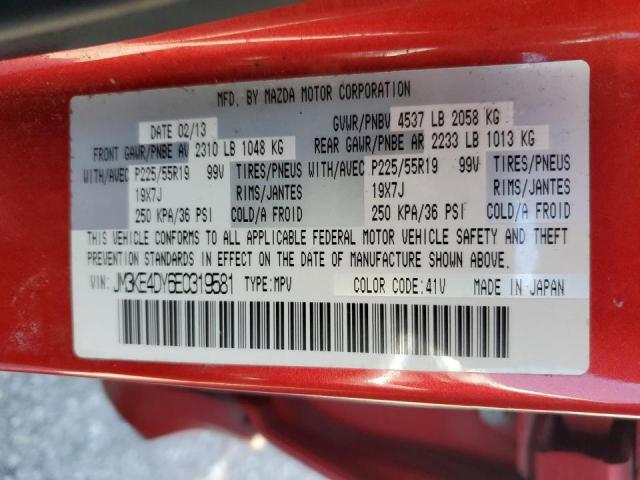 MFD. BY MAZDA MOTOR CORPORATION
DATE 02/13 GVWR/PNBV 4537 LB 2058 KG
FRONT GAWR/PNBE AV 2310 LB 1048 KG REAR GAWR/PNBE AR 2233 LB 1013 KG
WITH/AVEC P225/55R19 99V TIRES/PNEUS WITH/AVEC P225/55R19 99V TIRES/PNEUS
19X7J RIMS/JANTES 19X7J RIMS/JANTES
250 KPA/36 PSI COLD/A FROID 250 KPA/36 PSI COLD/A FROID
THIS VEHICLE CONFORMS TO ALL APPLICABLE FEDERAL MOTOR VEHICLE SAFETY AND THEFT
PREVENTION STANDARDS IN EFFECT ON THE DATE OF MANUFACTURE SHOWN ABOVE.
VIN: JM3KE4DY6E0319581 TYPE:MPV COLOR CODE:41V MADE IN JAPAN